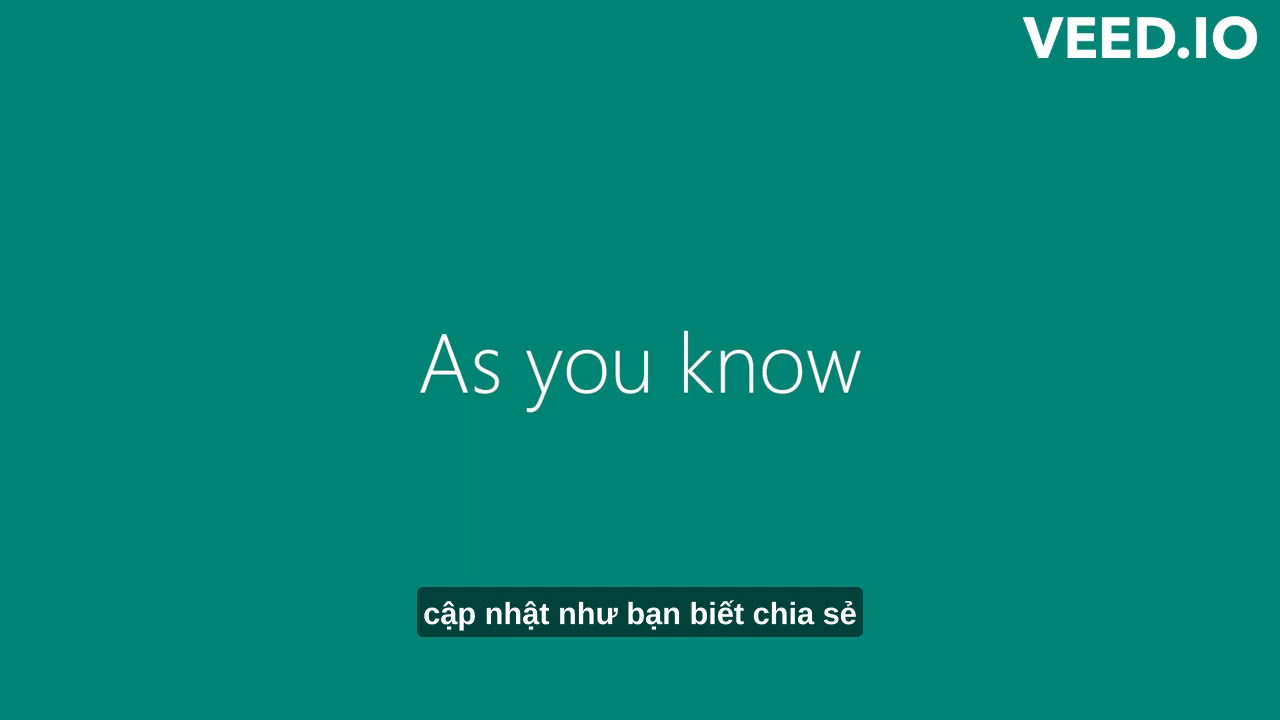 VEED.IO
As you know
cập nhật như bạn biết chia sẻ